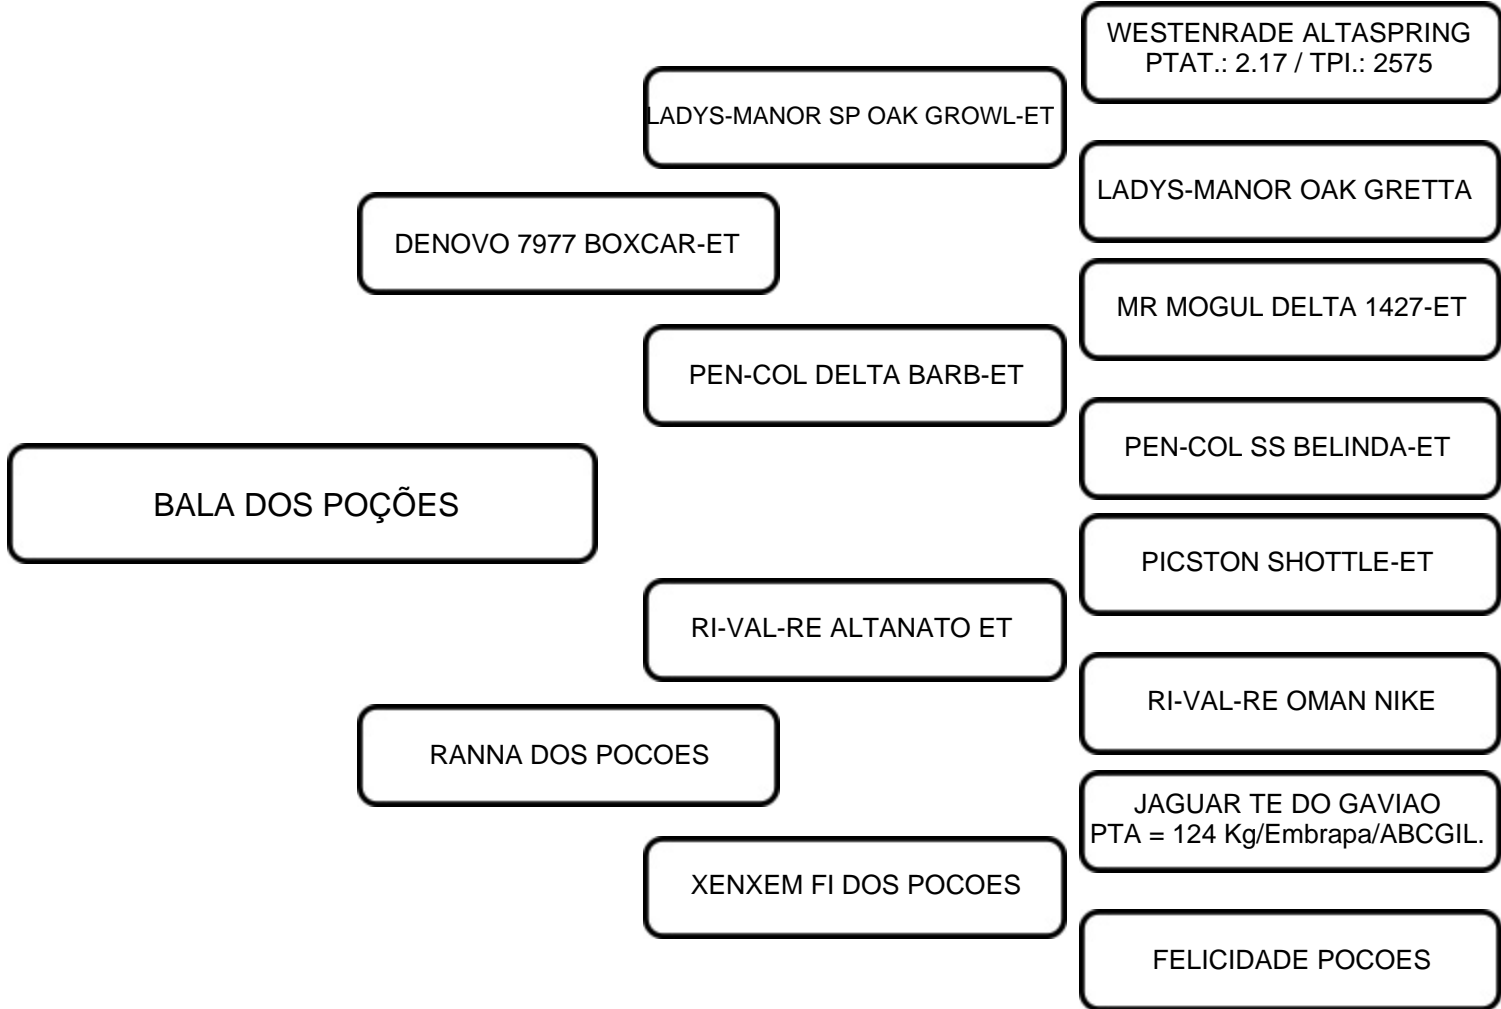 WESTENRADE ALTASPRING
PTAT.: 2.17 / TPI.: 2575
LADYS-MANOR SP OAK GROWL-ET
LADYS-MANOR OAK GRETTA
DENOVO 7977 BOXCAR-ET
MR MOGUL DELTA 1427-ET
PEN-COL DELTA BARB-ET
PEN-COL SS BELINDA-ET
BALA DOS POÇÕES
PICSTON SHOTTLE-ET
RI-VAL-RE ALTANATO ET
RI-VAL-RE OMAN NIKE
RANNA DOS POCOES
JAGUAR TE DO GAVIAO
PTA = 124 Kg/Embrapa/ABCGIL.
XENXEM FI DOS POCOES
FELICIDADE POCOES